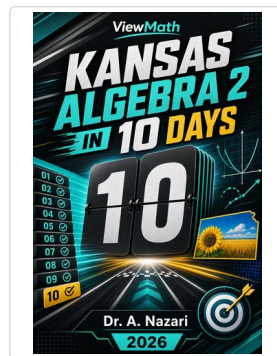 ViewMath
KANSAS
ALGEBRA 2
IN 10 DAYS
10
01
02
03
04
05
06
07
08
09
10
Dr. A. Nazari
2026